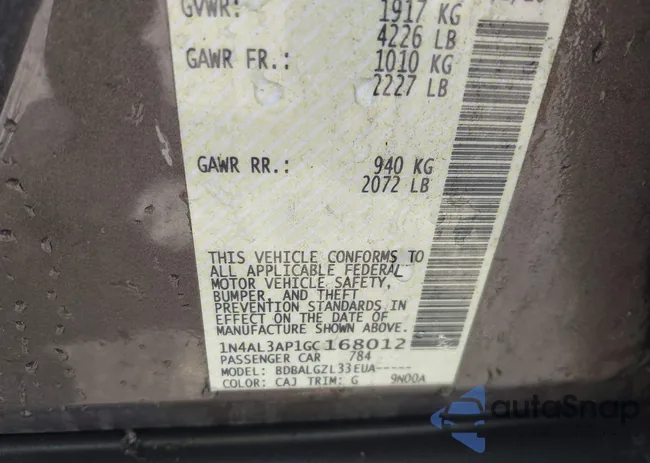 GVWR: 1917 KG
4226 LB
GAWR FR.: 1010 KG
2227 LB
GAWR RR.: 940 KG
2072 LB
THIS VEHICLE CONFORMS TO
ALL APPLICABLE FEDERAL
MOTOR VEHICLE SAFETY,
BUMPER, AND THEFT
PREVENTION STANDARDS IN
EFFECT ON THE DATE OF
MANUFACTURE SHOWN ABOVE.
1N4AL3AP1GC168012
PASSENGER CAR 784
MODEL: BDBALGZL33EUA-----
COLOR: CAJ TRIM: G 9N00A
autoSnap